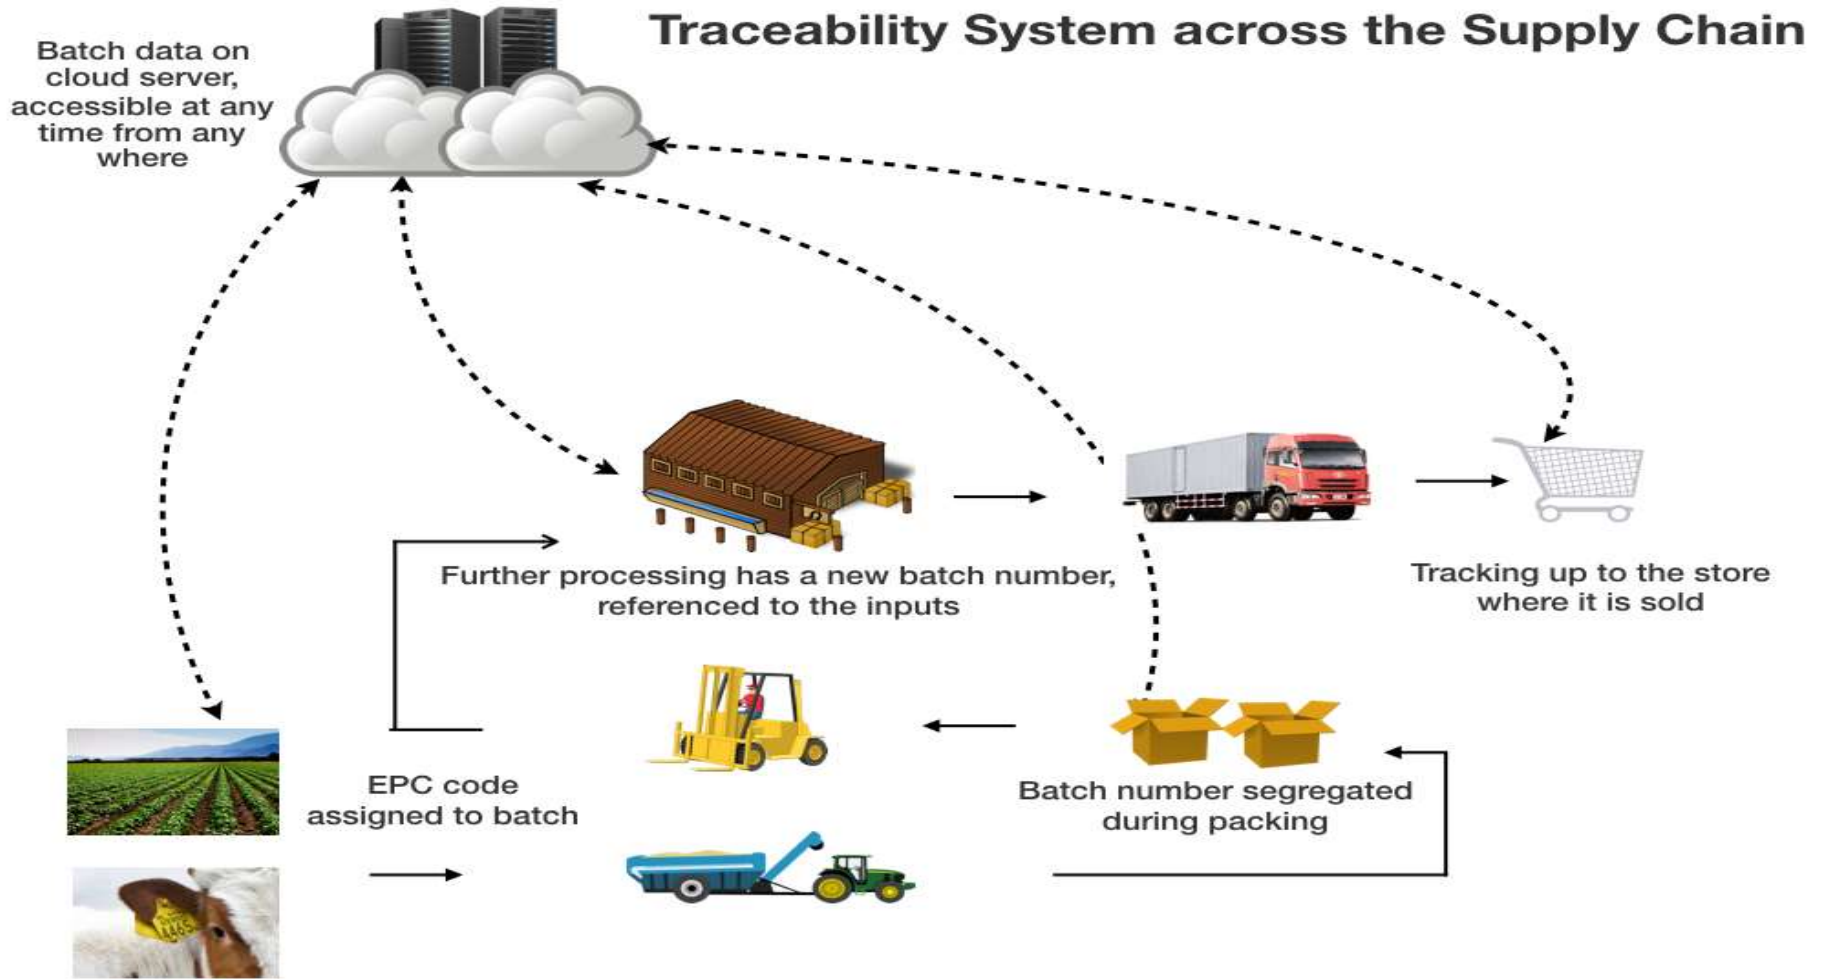 Traceability System across the Supply Chain
Batch data on
cloud server,
accessible at any
time from any
where
Further processing has a new batch number,
referenced to the inputs
Tracking up to the store
where it is sold
EPC code
assigned to batch
Batch number segregated
during packing